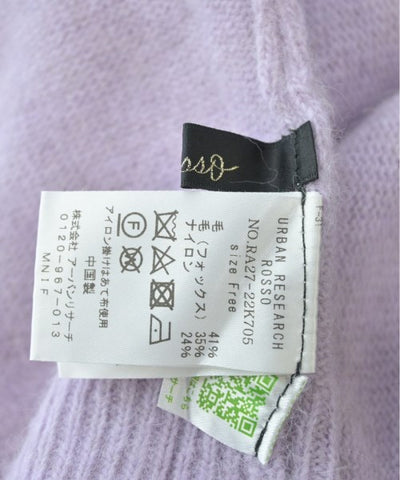 URBAN RESEARCH
ROSSO
NO.RA27-22K705
size Free
毛 41%
毛(フォックス) 35%
ナイロン 24%
F
アイロン掛けはあて布使用
中国製
株式会社 アーバンリサーチ
0120-967-013
MNIF
osso